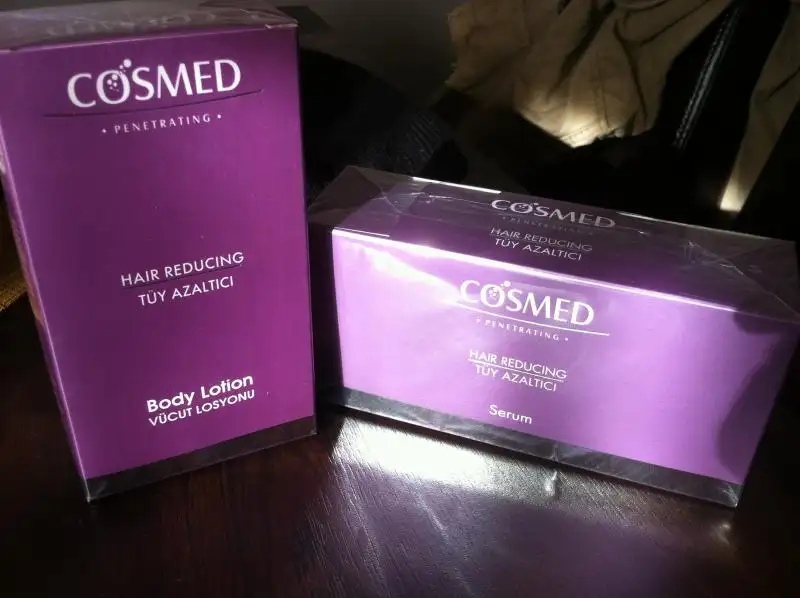 COSMED
• PENETRATING •
HAIR REDUCING
TÜY AZALTICI
Body Lotion
VÜCUT LOSYONU
COSMED
• PENETRATING •
HAIR REDUCING
TÜY AZALTICI
COSMED
• PENETRATING •
HAIR REDUCING
TÜY AZALTICI
Serum